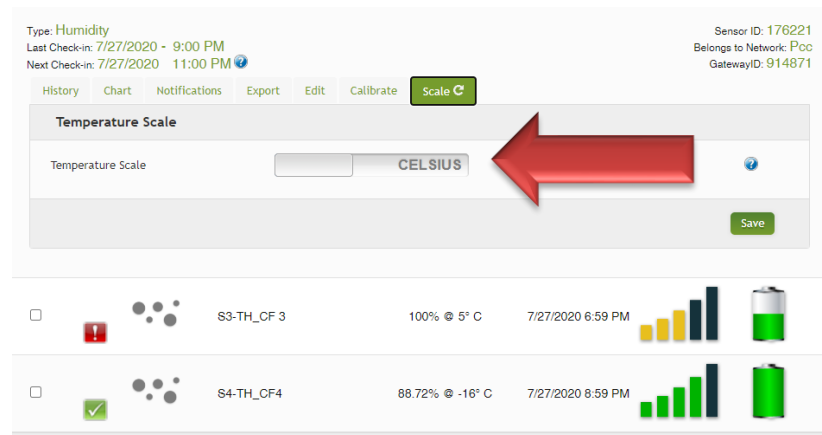 Type: Humidity
Sensor ID: 176221
Last Check-in: 7/27/2020 - 9:00 PM
Belongs to Network: Pcc
Next Check-in: 7/27/2020 11:00 PM
GatewayID: 914871
History Chart Notifications Export Edit Calibrate Scale
Temperature Scale
Temperature Scale CELSIUS
Save
S3-TH_CF 3 100% @ 5° C 7/27/2020 6:59 PM
S4-TH_CF4 88.72% @ -16° C 7/27/2020 8:59 PM